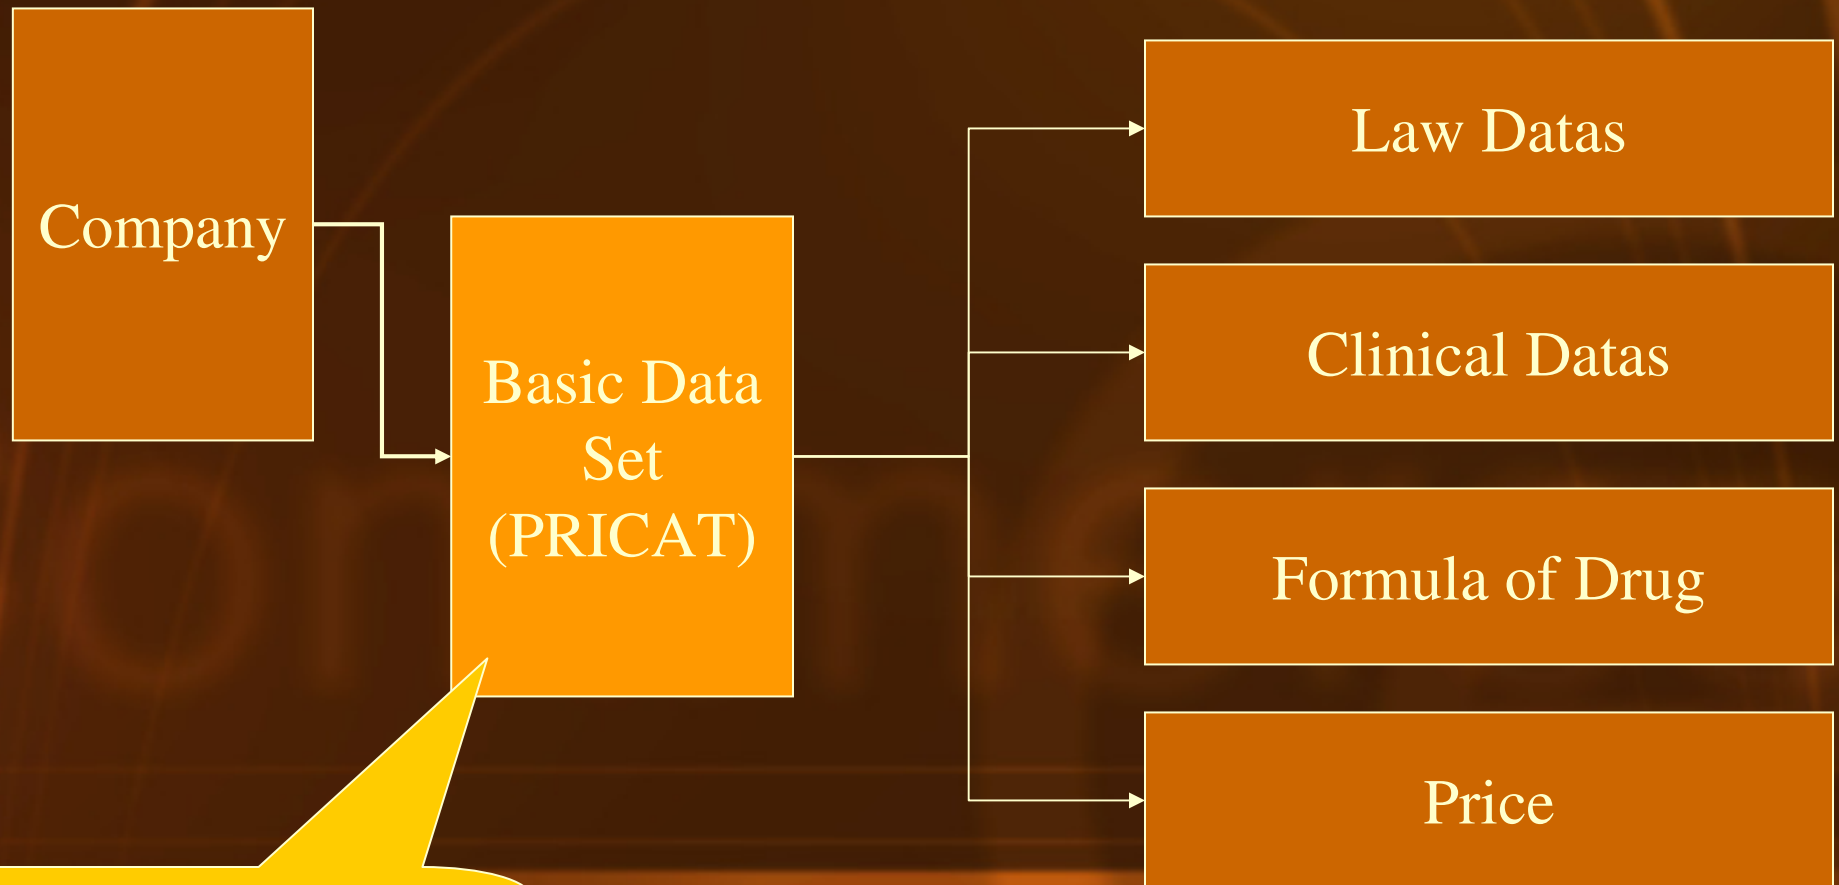 Company
Basic Data
Set
(PRICAT)
Law Datas
Clinical Datas
Formula of Drug
Price